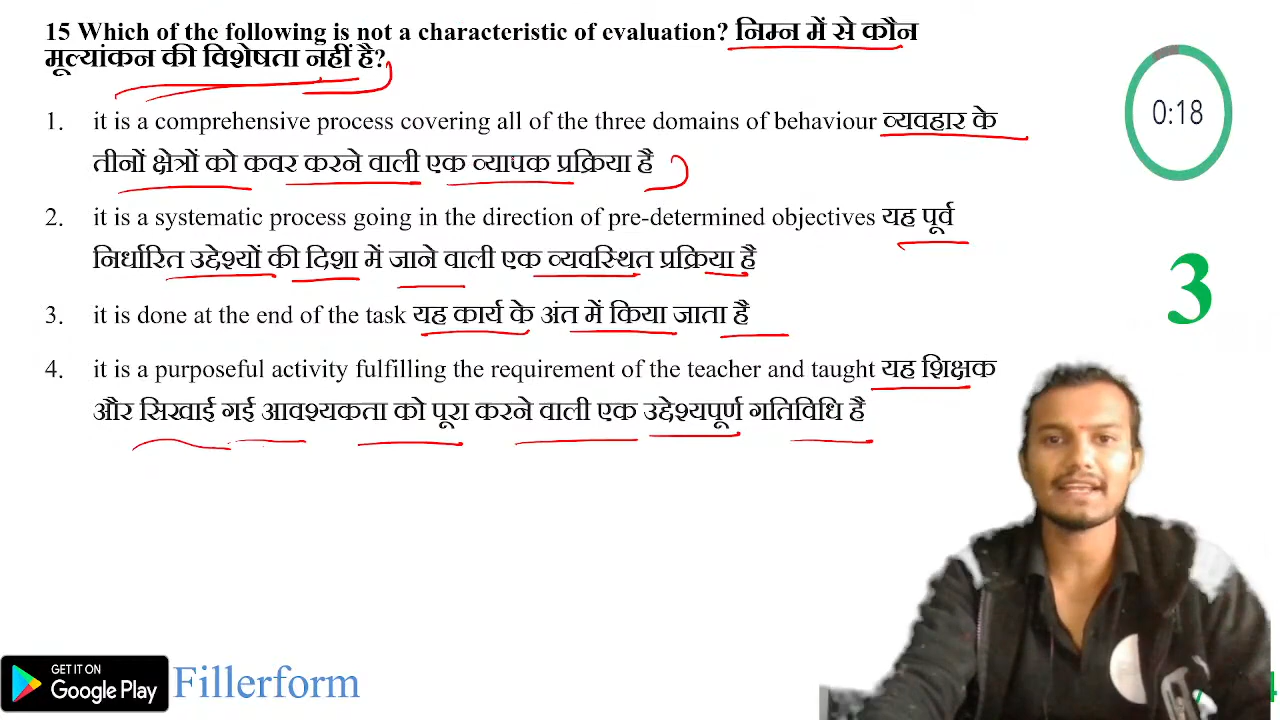 15 Which of the following is not a characteristic of evaluation? निम्न में से कौन
मूल्यांकन की विशेषता नहीं है?
1. it is a comprehensive process covering all of the three domains of behaviour व्यवहार के
तीनों क्षेत्रों को कवर करने वाली एक व्यापक प्रक्रिया है
2. it is a systematic process going in the direction of pre-determined objectives यह पूर्व
निर्धारित उद्देश्यों की दिशा में जाने वाली एक व्यवस्थित प्रक्रिया है
3. it is done at the end of the task यह कार्य के अंत में किया जाता है
4. it is a purposeful activity fulfilling the requirement of the teacher and taught यह शिक्षक
और सिखाई गई आवश्यकता को पूरा करने वाली एक उद्देश्यपूर्ण गतिविधि है
0:18
3
GET IT ON
Google Play
Fillerform